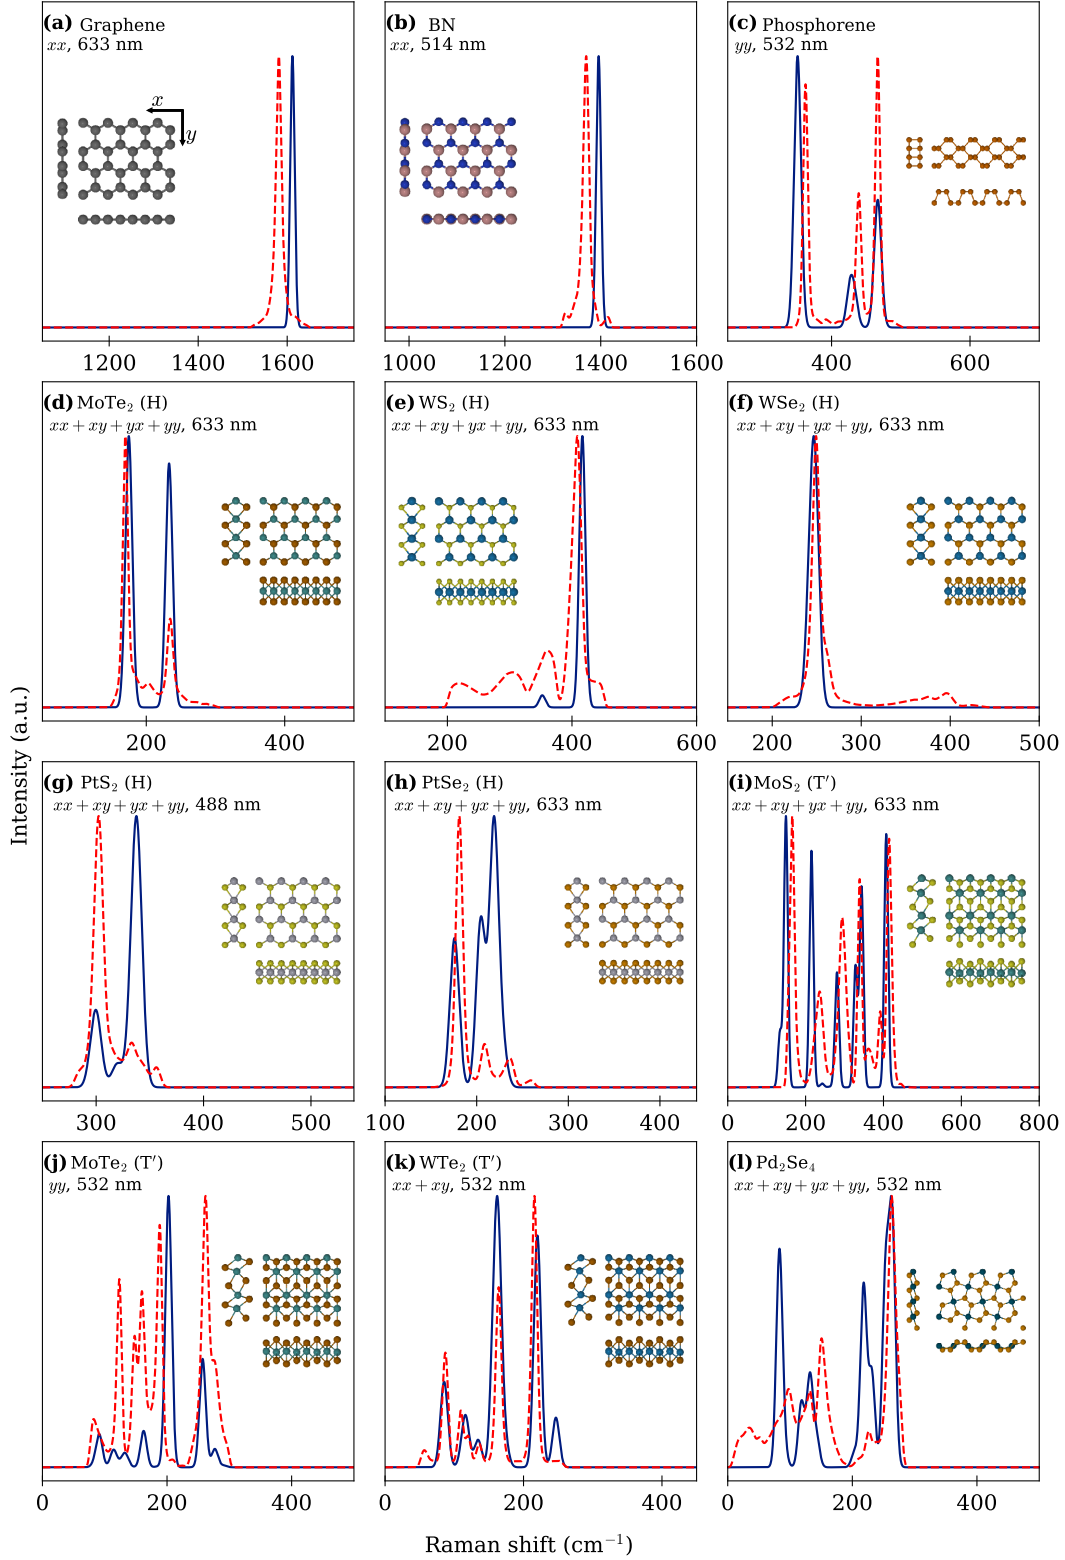 (a) Graphene
xx, 633 nm
x
y
1200 1400 1600
(b) BN
xx, 514 nm
1000 1200 1400 1600
(c) Phosphorene
yy, 532 nm
400 600
(d) MoTe₂ (H)
xx + xy + yx + yy, 633 nm
200 400
(e) WS₂ (H)
xx + xy + yx + yy, 633 nm
200 400 600
(f) WSe₂ (H)
xx + xy + yx + yy, 633 nm
200 300 400 500
(g) PtS₂ (H)
xx + xy + yx + yy, 488 nm
300 400 500
(h) PtSe₂ (H)
xx + xy + yx + yy, 633 nm
100 200 300 400
(i) MoS₂ (T′)
xx + xy + yx + yy, 633 nm
0 200 400 600 800
(j) MoTe₂ (T′)
yy, 532 nm
0 200 400
(k) WTe₂ (T′)
xx + xy, 532 nm
0 200 400
(l) Pd₂Se₄
xx + xy + yx + yy, 532 nm
0 200 400
Intensity (a.u.)
Raman shift (cm⁻¹)